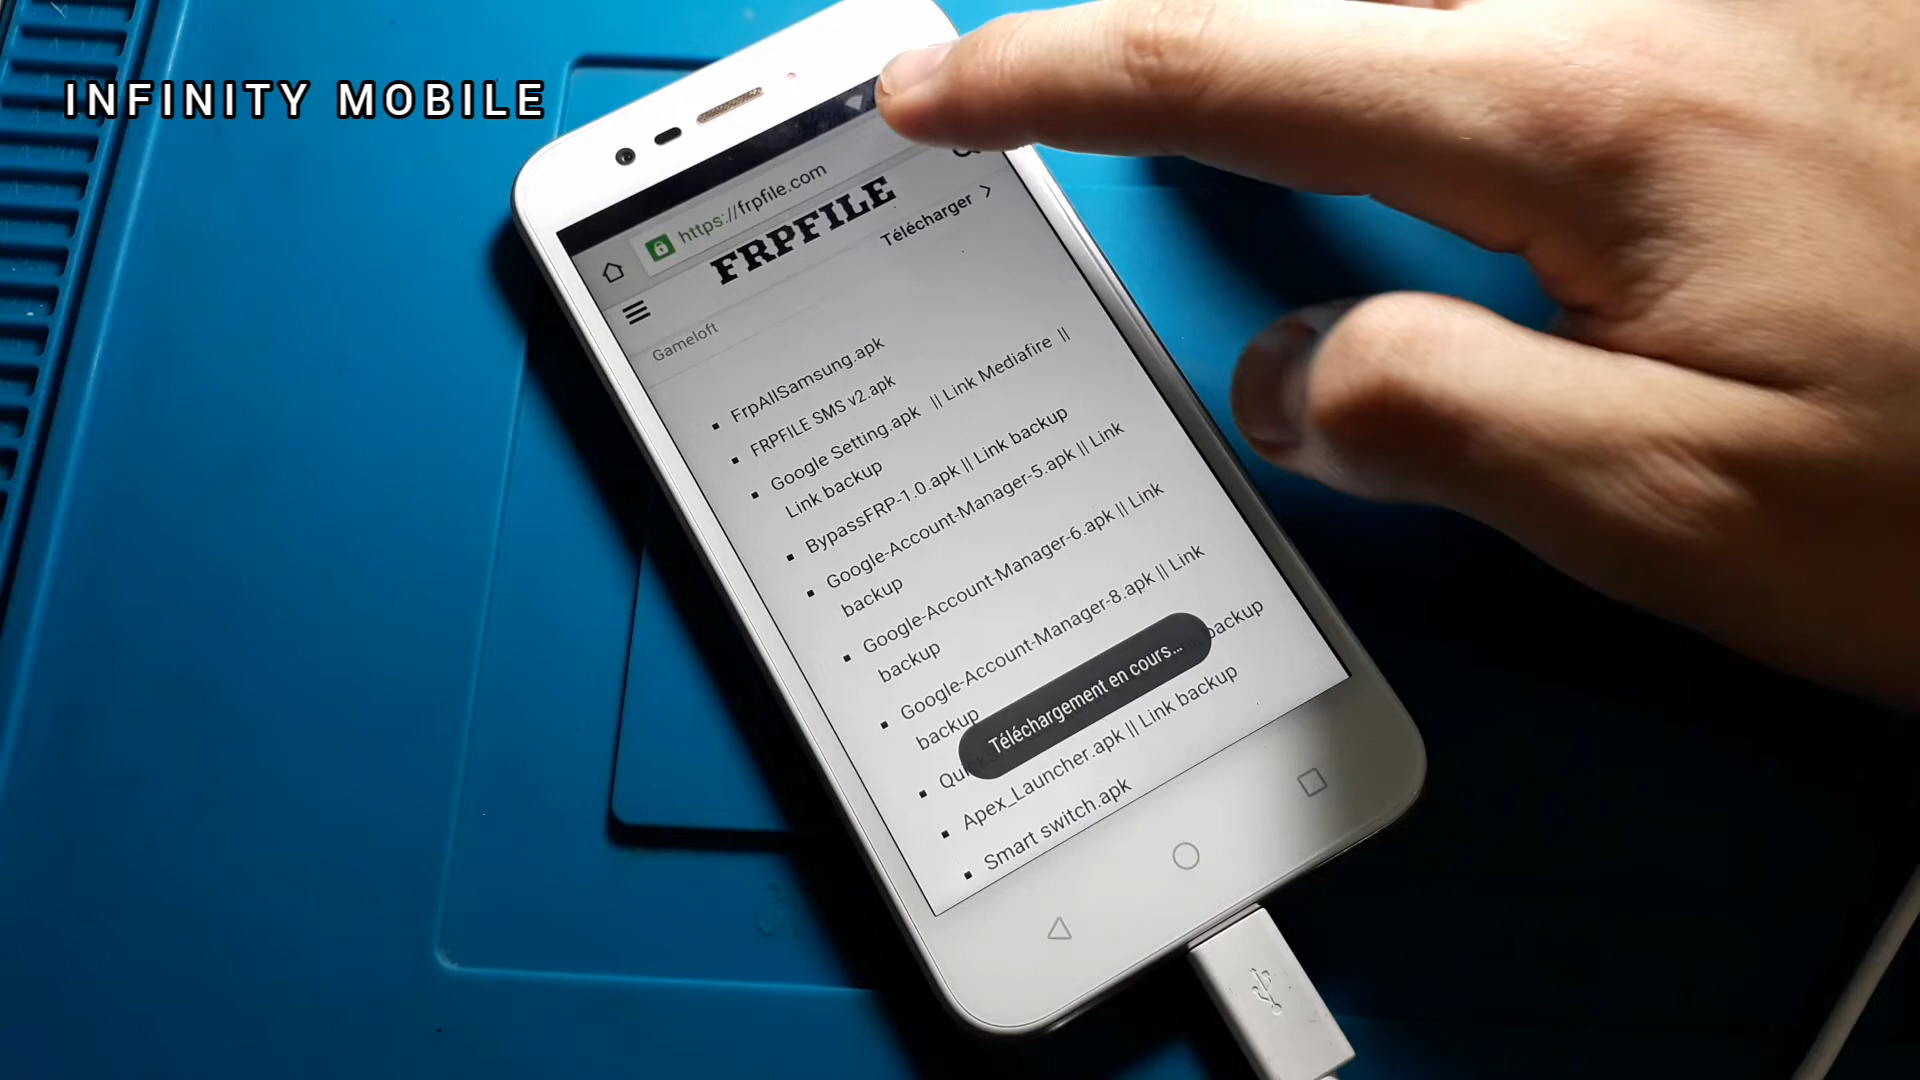 INFINITY MOBILE
https://frpfile.com
FRPFILE
Télécharger
Gameloft
FrpAllSamsung.apk
FRPFILE SMS v2.apk
Google Setting.apk || Link Mediafire ||
Link backup
BypassFRP-1.0.apk || Link backup
Google-Account-Manager-5.apk || Link
backup
Google-Account-Manager-6.apk || Link
backup
Google-Account-Manager-8.apk || Link
backup
backup
Téléchargement en cours...
Apex_Launcher.apk || Link backup
Smart switch.apk